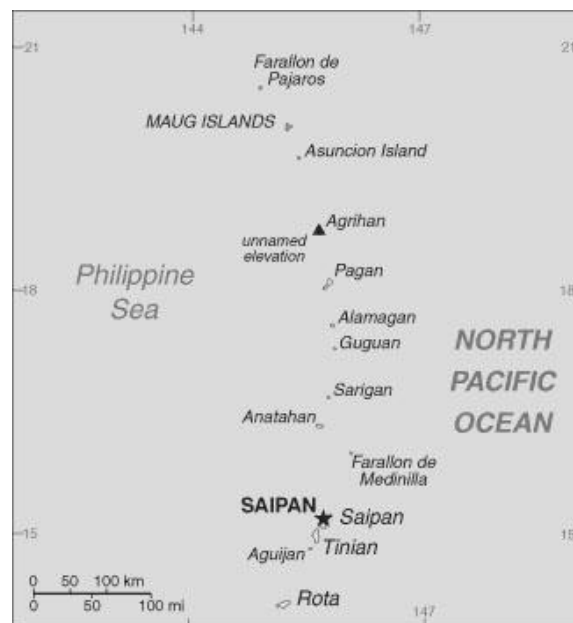 144 147
21 21
Farallon de
Pajaros
MAUG ISLANDS
Asuncion Island
Agrihan
unnamed
elevation
Pagan
Philippine
Sea
18 18
Alamagan
Guguan
NORTH
PACIFIC
OCEAN
Sarigan
Anatahan
Farallon de
Medinilla
SAIPAN Saipan
15 15
Tinian
Aguijan
0 50 100 km
0 50 100 mi
Rota
147